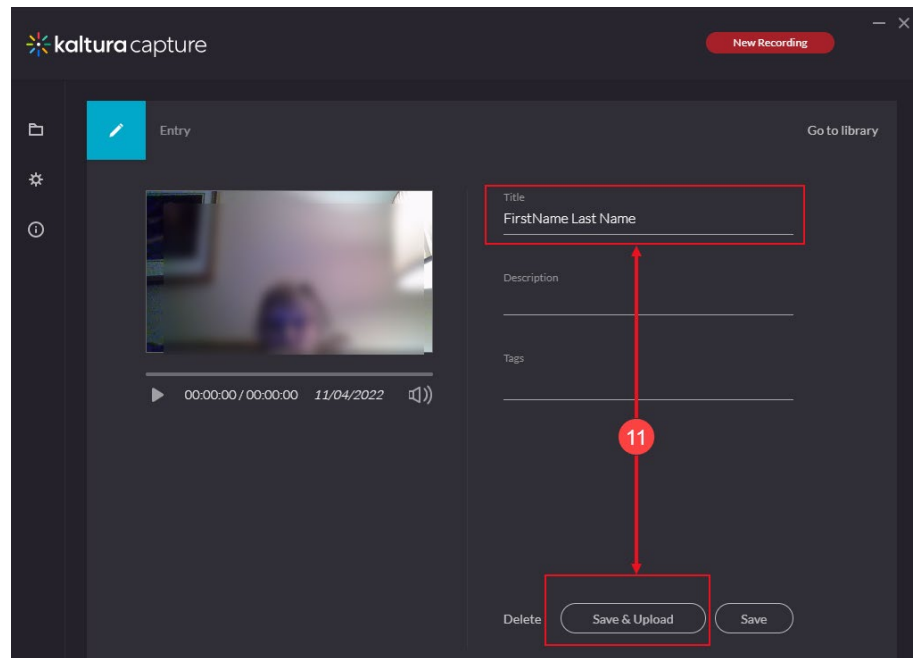 kaltura capture
New Recording
Entry
Go to library
Title
FirstName Last Name
Description
Tags
00:00:00 / 00:00:00 11/04/2022
11
Delete Save & Upload Save